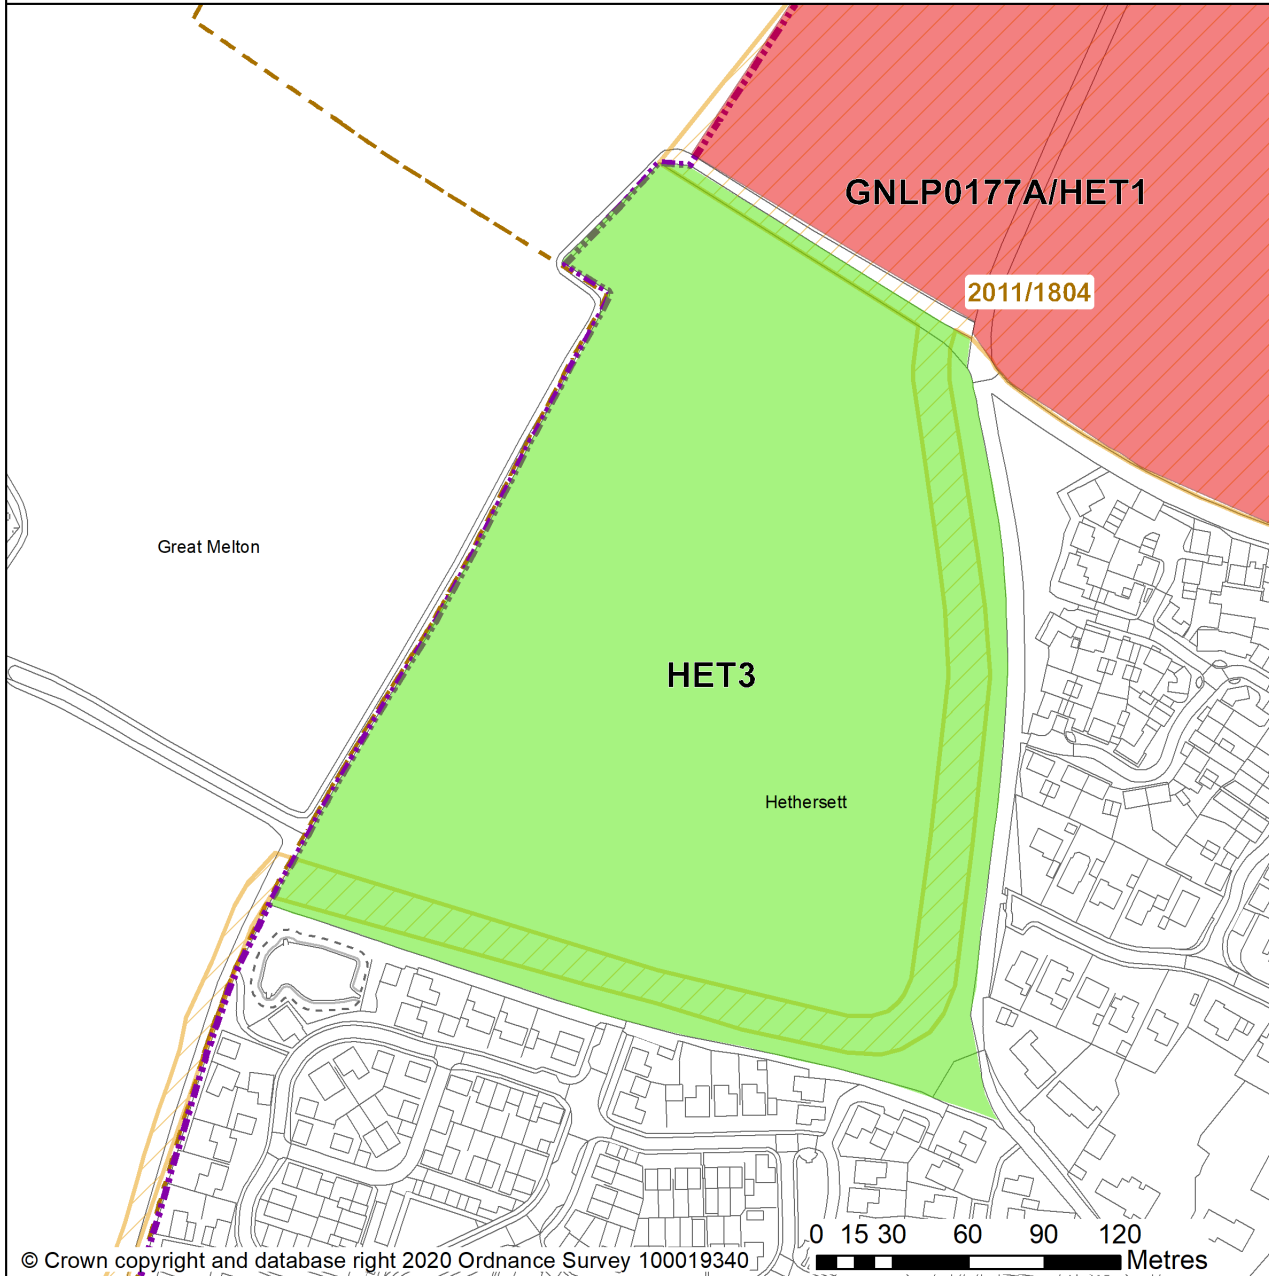 GNLP0177A/HET1
2011/1804
Great Melton
HET3
Hethersett
0 15 30 60 90 120
Metres
© Crown copyright and database right 2020 Ordnance Survey 100019340